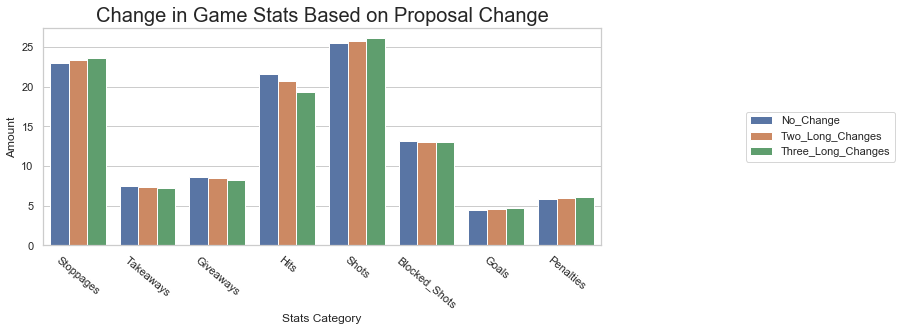 Change in Game Stats Based on Proposal Change
25
20
15
10
5
0
Amount
Stoppages
Takeaways
Giveaways
Hits
Shots
Blocked_Shots
Goals
Penalties
Stats Category
No_Change
Two_Long_Changes
Three_Long_Changes